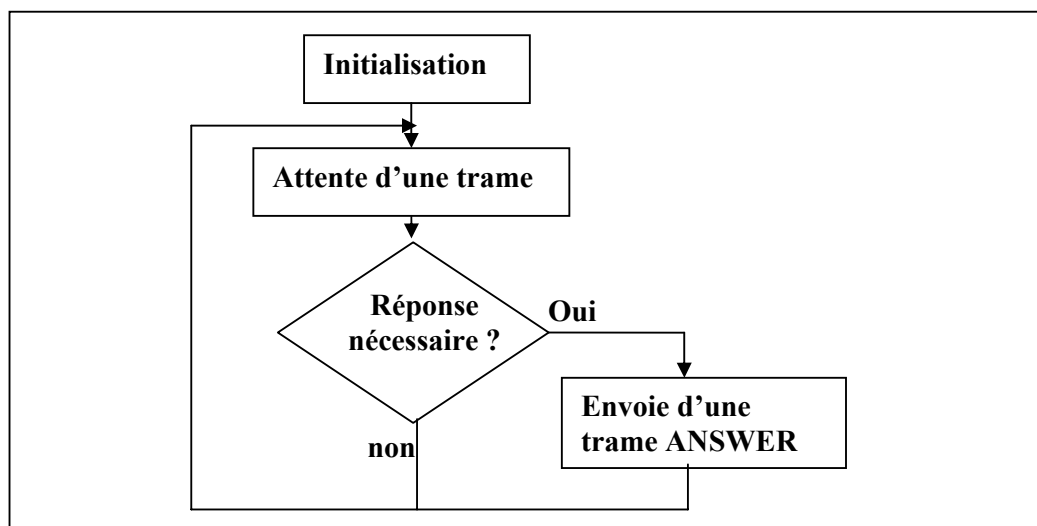 Initialisation
Attente d’une trame
Réponse
nécessaire ?
Oui
Envoie d’une
trame ANSWER
non